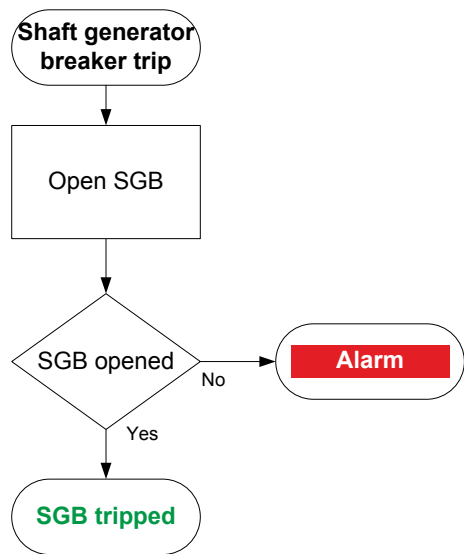 Shaft generator
breaker trip
Open SGB
SGB opened
No
Alarm
Yes
SGB tripped